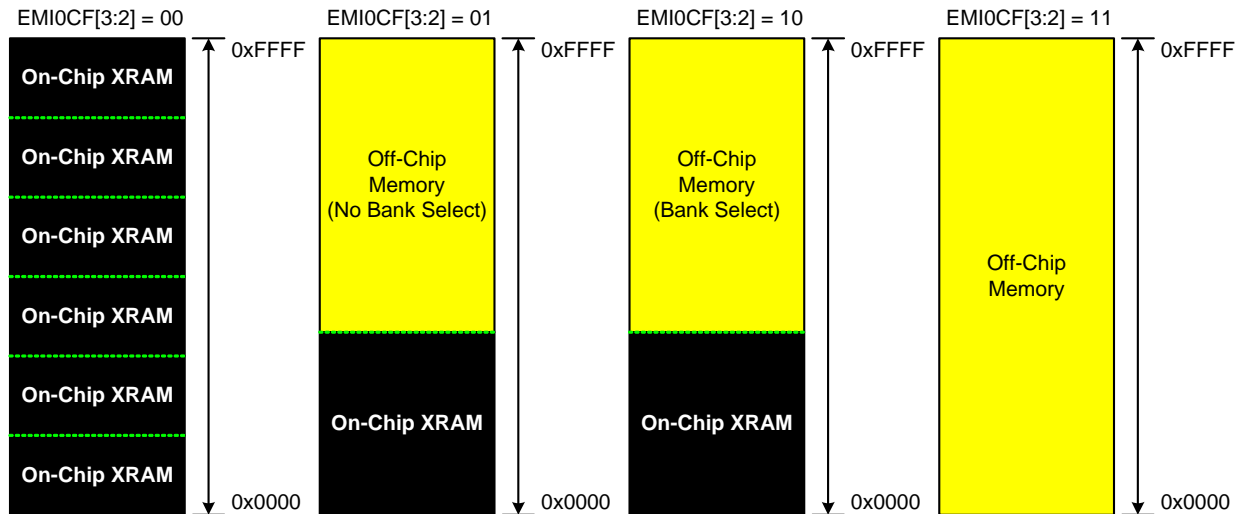 EMI0CF[3:2] = 00
0xFFFF
On-Chip XRAM
On-Chip XRAM
On-Chip XRAM
On-Chip XRAM
On-Chip XRAM
On-Chip XRAM
0x0000
EMI0CF[3:2] = 01
0xFFFF
Off-Chip
Memory
(No Bank Select)
On-Chip XRAM
0x0000
EMI0CF[3:2] = 10
0xFFFF
Off-Chip
Memory
(Bank Select)
On-Chip XRAM
0x0000
EMI0CF[3:2] = 11
0xFFFF
Off-Chip
Memory
0x0000